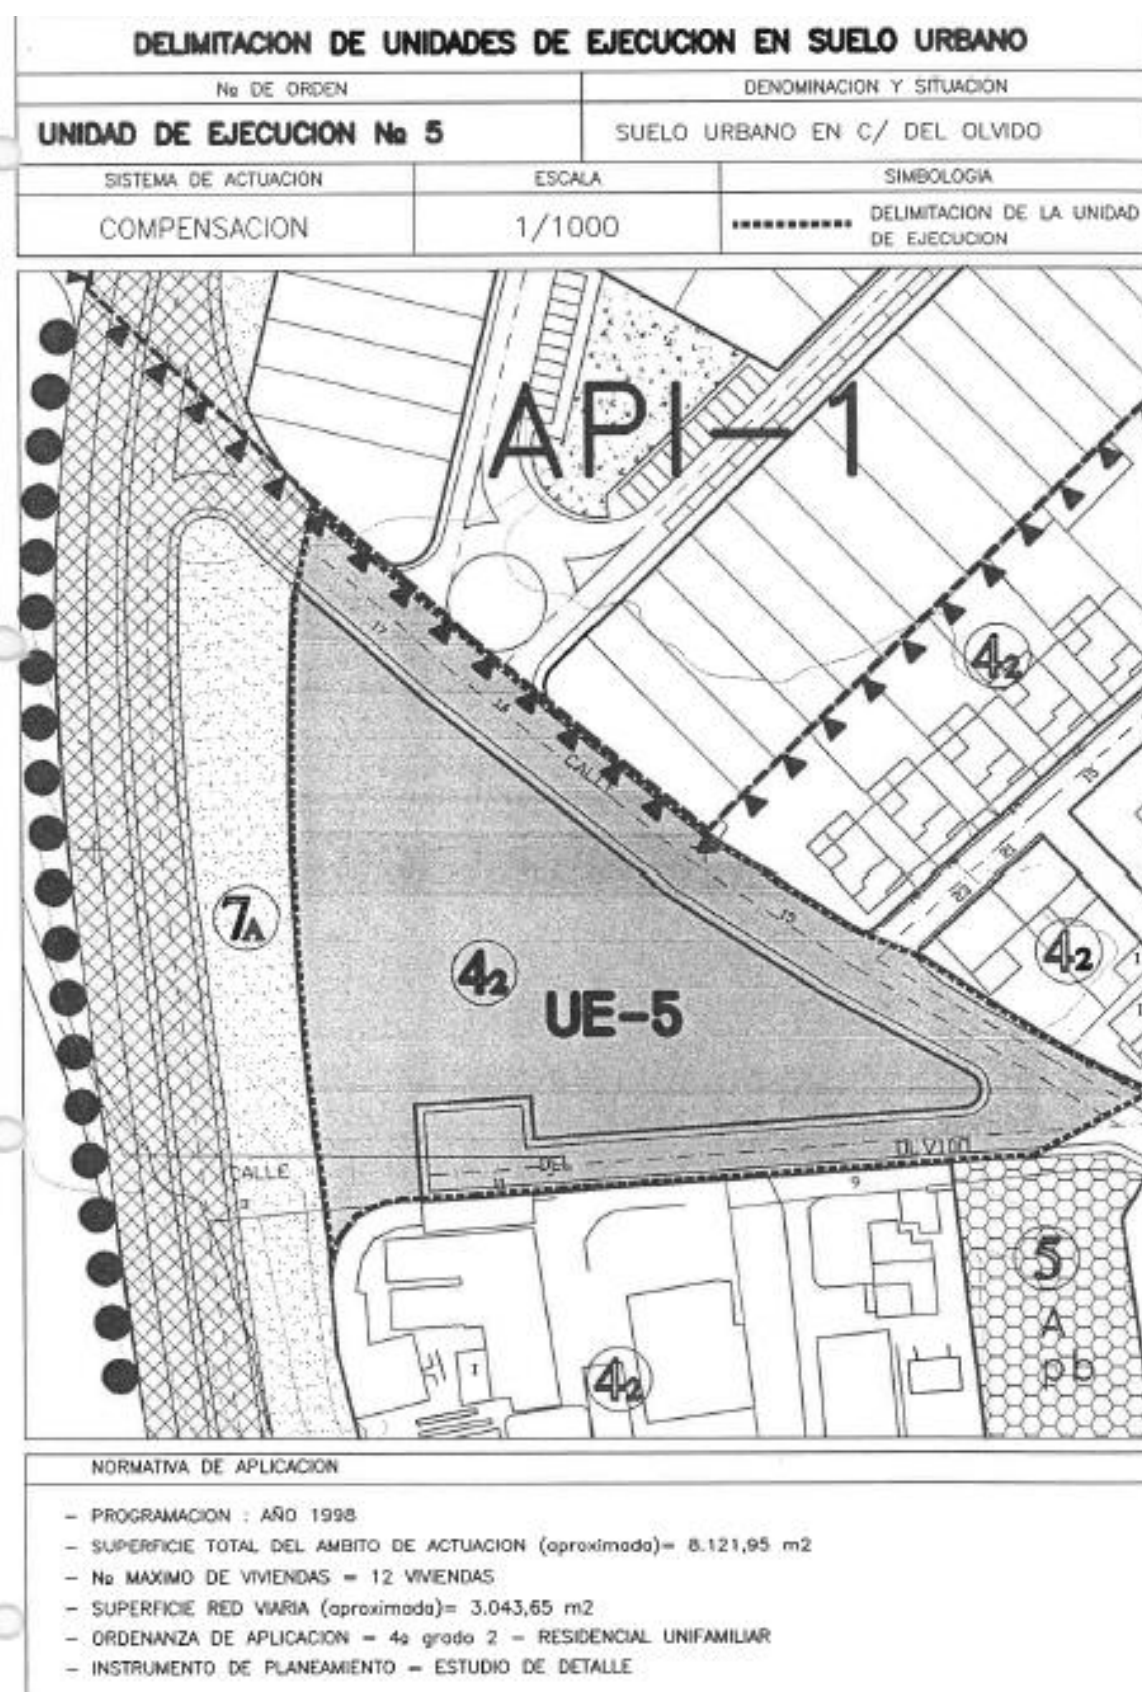 DELIMITACION DE UNIDADES DE EJECUCION EN SUELO URBANO
Nº DE ORDEN
DENOMINACION Y SITUACION
UNIDAD DE EJECUCION Nº 5
SUELO URBANO EN C/ DEL OLVIDO
SISTEMA DE ACTUACION
ESCALA
SIMBOLOGIA
COMPENSACION
1/1000
DELIMITACION DE LA UNIDAD
DE EJECUCION
API-1
17
42
CALLE
15
7A
42
42
UE-5
CALLE
DEL
9
5
A
pb
42
NORMATIVA DE APLICACION
- PROGRAMACION : AÑO 1998
- SUPERFICIE TOTAL DEL AMBITO DE ACTUACION (aproximada)= 8.121,95 m2
- Nº MAXIMO DE VIVIENDAS = 12 VIVIENDAS
- SUPERFICIE RED VIARIA (aproximada)= 3.043,65 m2
- ORDENANZA DE APLICACION = 4º grado 2 - RESIDENCIAL UNIFAMILIAR
- INSTRUMENTO DE PLANEAMIENTO = ESTUDIO DE DETALLE